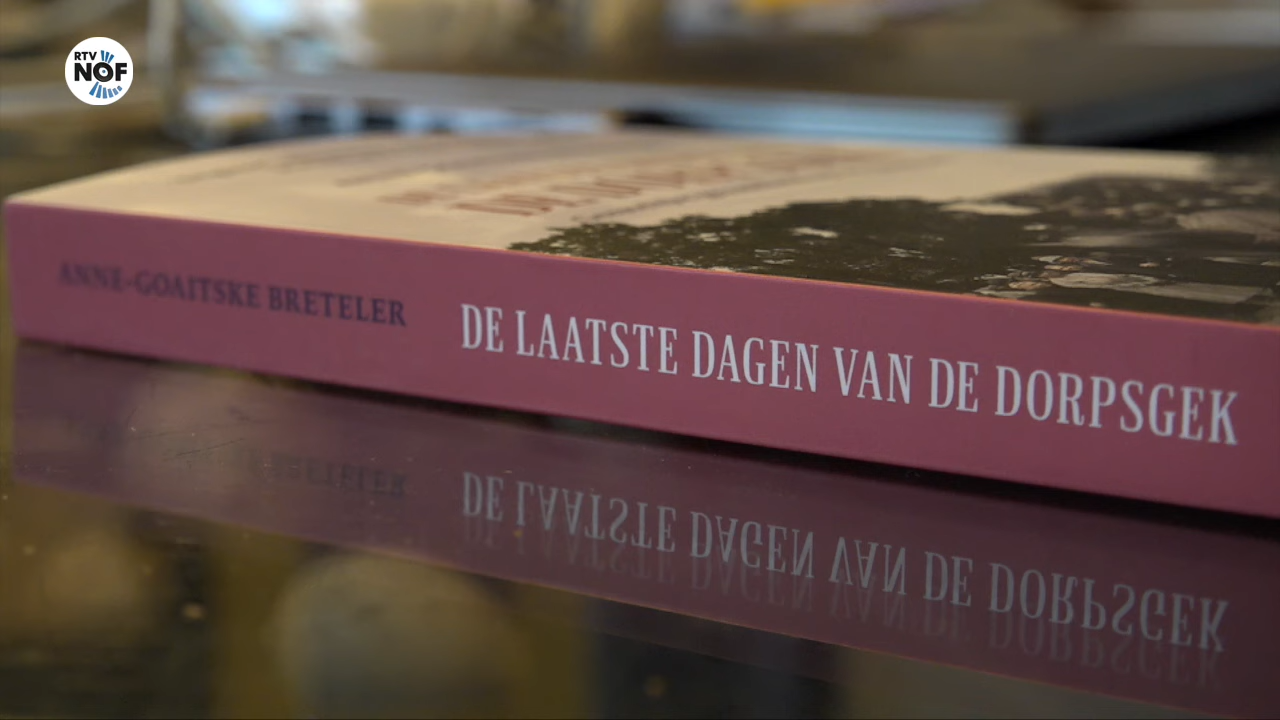 RTV
NOF
ANNE-GOAITSKE BRETELER
DE LAATSTE DAGEN VAN DE DORPSGEK